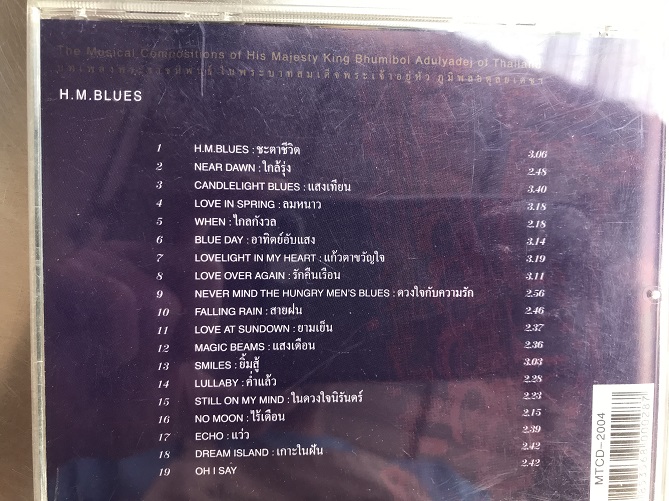 The Musical Compositions of His Majesty King Bhumibol Adulyadej of Thailand
H.M.BLUES
1 H.M.BLUES : ชะตาชีวิต 3.06
2 NEAR DAWN : ใกล้รุ่ง 2.48
3 CANDLELIGHT BLUES : แสงเทียน 3.40
4 LOVE IN SPRING : ลมหนาว 3.18
5 WHEN : ไกลกังวล 2.18
6 BLUE DAY : อาทิตย์อับแสง 3.14
7 LOVELIGHT IN MY HEART : แก้วตาขวัญใจ 3.19
8 LOVE OVER AGAIN : รักคืนเรือน 3.11
9 NEVER MIND THE HUNGRY MEN'S BLUES : ดวงใจกับความรัก 2.56
10 FALLING RAIN : สายฝน 2.46
11 LOVE AT SUNDOWN : ยามเย็น 2.37
12 MAGIC BEAMS : แสงเดือน 2.36
13 SMILES : ยิ้มสู้ 3.03
14 LULLABY : ค่ำแล้ว 2.28
15 STILL ON MY MIND : ในดวงใจนิรันดร์ 2.23
16 NO MOON : ไร้เดือน 2.15
17 ECHO : แว่ว 2.39
18 DREAM ISLAND : เกาะในฝัน 2.42
19 OH I SAY 2.42
MTCD-2004